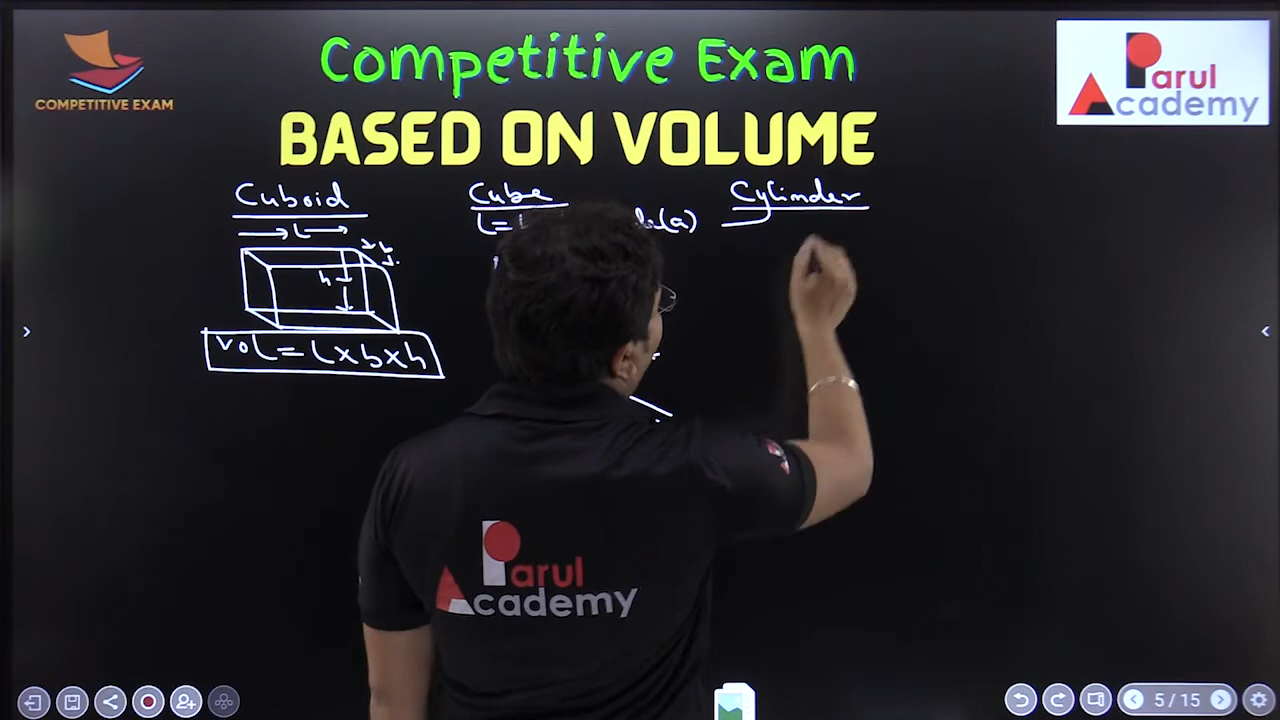 Competitive Exam
COMPETITIVE EXAM
Parul
Academy
BASED ON VOLUME
Cuboid
Cube
Cylinder
L
b
h
VOL = L x b x h
L=
(a)
Parul
Academy
5/15